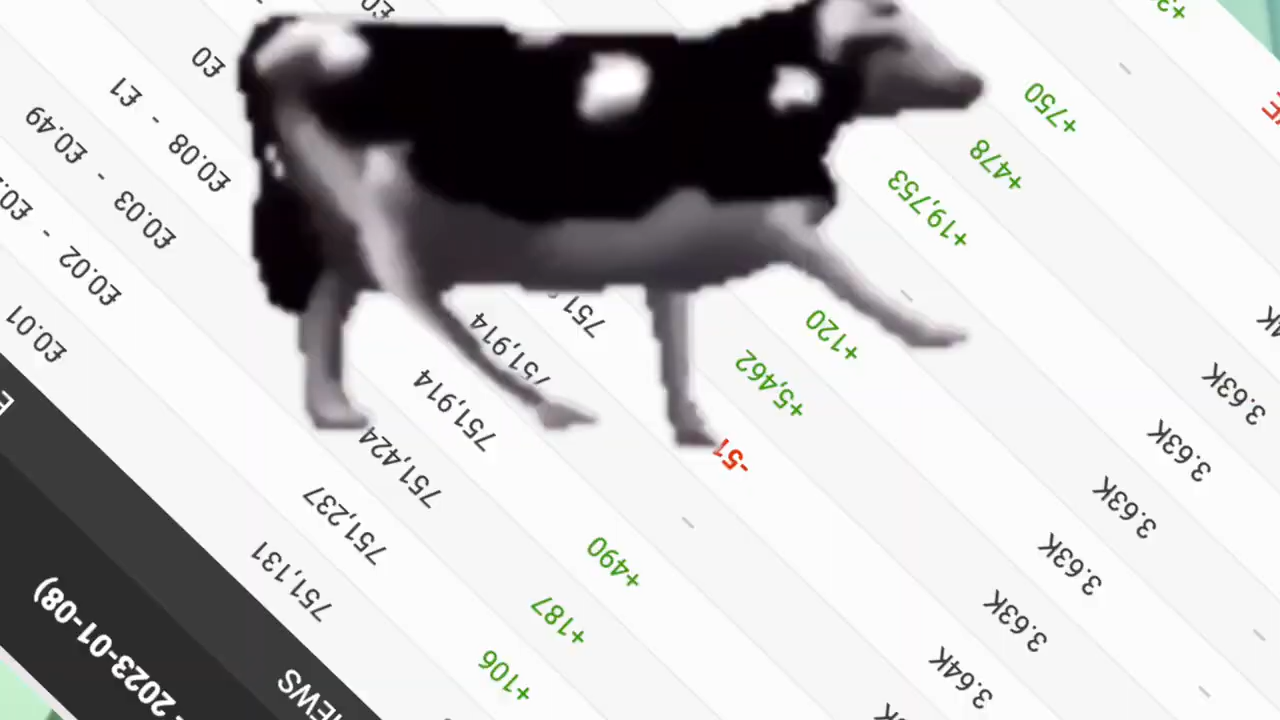 - 2023-01-08)
751,131 £0.01
+106 751,237 £0.02 -
+187 751,424 £0.03 - £0.49
+490 751,914 £0.08 - £1
– 751,914 £0
3.64K -51 751
3.63K +5,462 £0
3.63K +120
3.63K –
3.63K +19,753
3.63K +478
+750
–